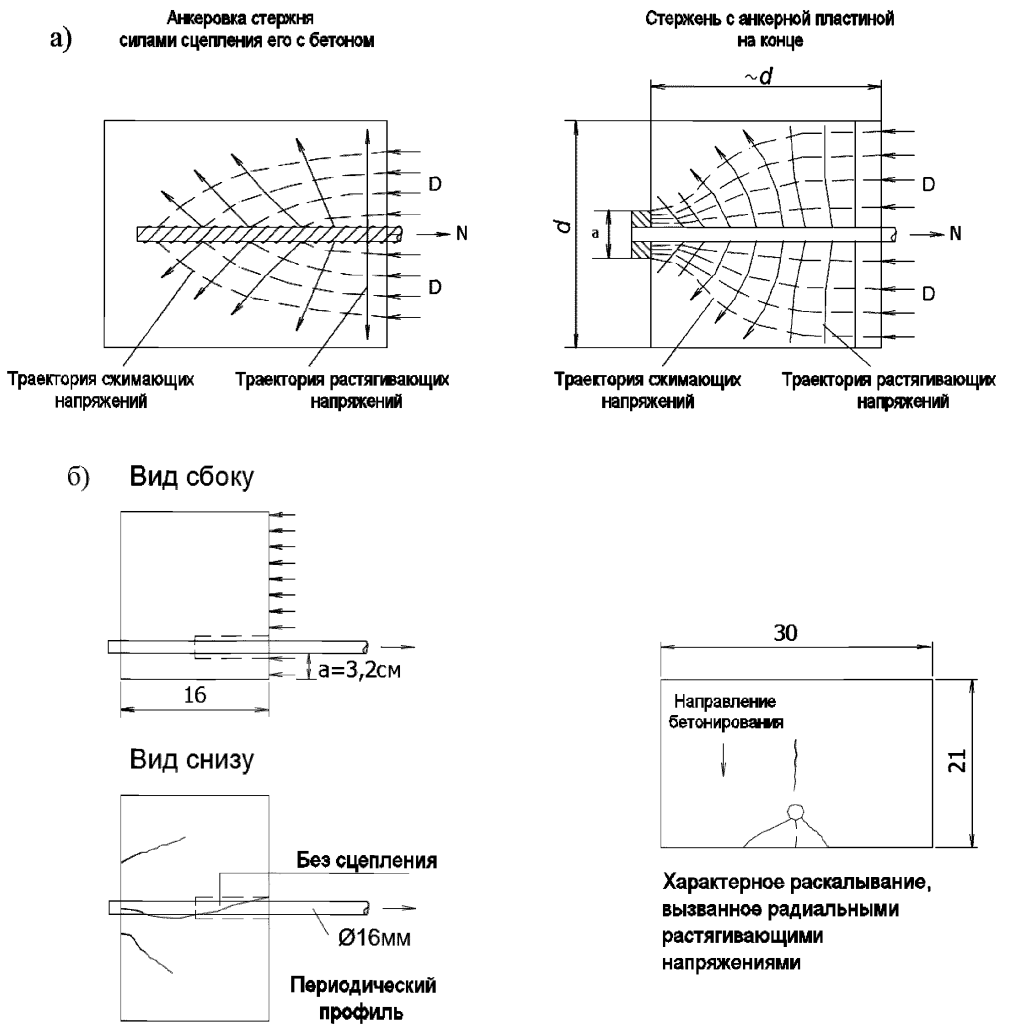 а)
Анкеровка стержня
силами сцепления его с бетоном
D
N
D
Траектория сжимающих
напряжений
Траектория растягивающих
напряжений
Стержень с анкерной пластиной
на конце
~d
d
a
D
N
D
Траектория сжимающих
напряжений
Траектория растягивающих
напряжений
б)
Вид сбоку
a=3,2см
16
Вид снизу
Без сцепления
Ø16мм
Периодический
профиль
30
Направление
бетонирования
21
Характерное раскалывание,
вызванное радиальными
растягивающими
напряжениями